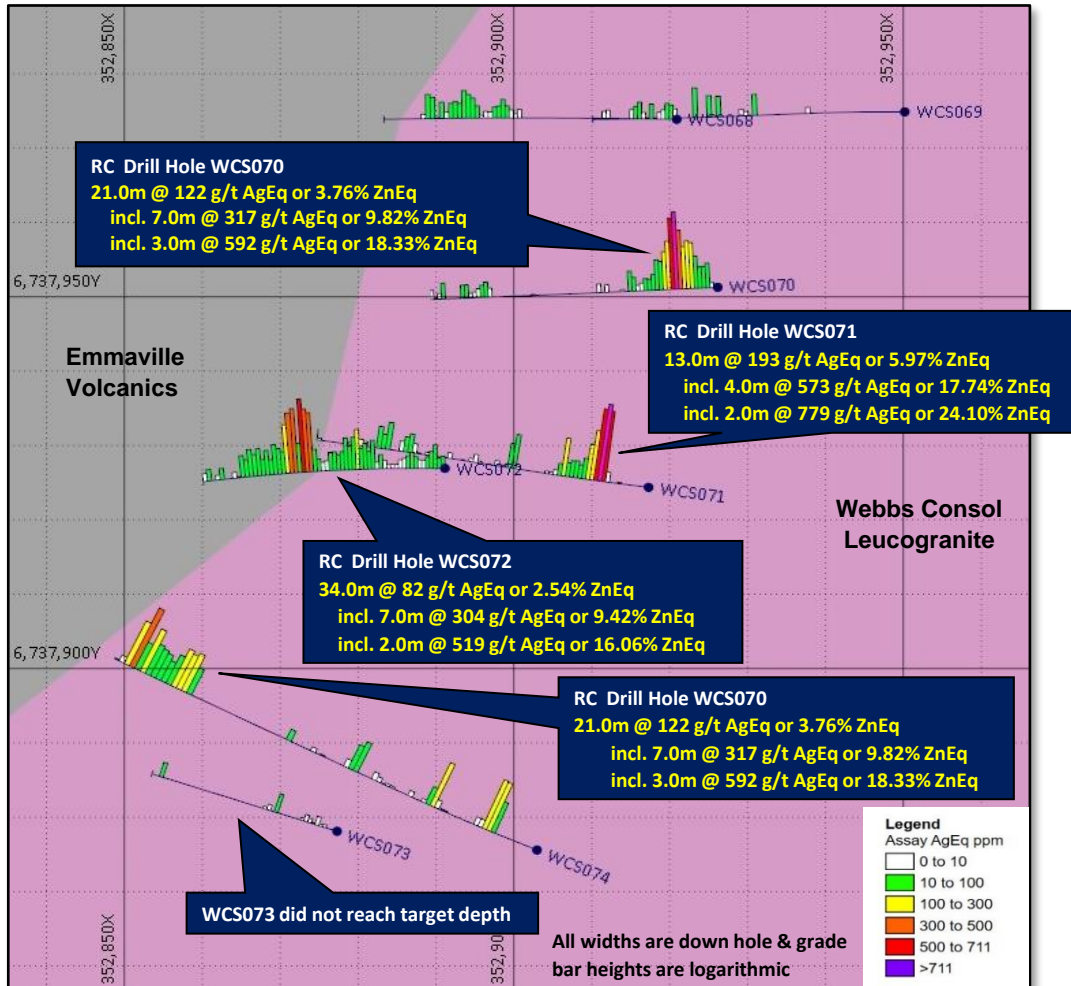 352,850X
352,900X
352,950X
WCS069
WCS068
RC Drill Hole WCS070
21.0m @ 122 g/t AgEq or 3.76% ZnEq
incl. 7.0m @ 317 g/t AgEq or 9.82% ZnEq
incl. 3.0m @ 592 g/t AgEq or 18.33% ZnEq
6,737,950Y
WCS070
RC Drill Hole WCS071
13.0m @ 193 g/t AgEq or 5.97% ZnEq
incl. 4.0m @ 573 g/t AgEq or 17.74% ZnEq
incl. 2.0m @ 779 g/t AgEq or 24.10% ZnEq
Emmaville
Volcanics
WCS072
WCS071
Webbs Consol
Leucogranite
RC Drill Hole WCS072
34.0m @ 82 g/t AgEq or 2.54% ZnEq
incl. 7.0m @ 304 g/t AgEq or 9.42% ZnEq
incl. 2.0m @ 519 g/t AgEq or 16.06% ZnEq
6,737,900Y
RC Drill Hole WCS070
21.0m @ 122 g/t AgEq or 3.76% ZnEq
incl. 7.0m @ 317 g/t AgEq or 9.82% ZnEq
incl. 3.0m @ 592 g/t AgEq or 18.33% ZnEq
WCS073
WCS074
WCS073 did not reach target depth
352,850X
352,90
All widths are down hole & grade
bar heights are logarithmic
Legend
Assay AgEq ppm
0 to 10
10 to 100
100 to 300
300 to 500
500 to 711
>711